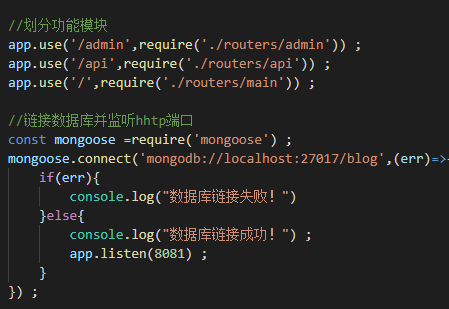 //划分功能模块
app.use('/admin',require('./routers/admin')) ;
app.use('/api',require('./routers/api')) ;
app.use('/',require('./routers/main')) ;
//链接数据库并监听hhtp端口
const mongoose =require('mongoose') ;
mongoose.connect('mongodb://localhost:27017/blog',(err)=>
if(err){
console.log("数据库链接失败！")
}else{
console.log("数据库链接成功！") ;
app.listen(8081) ;
}
}) ;